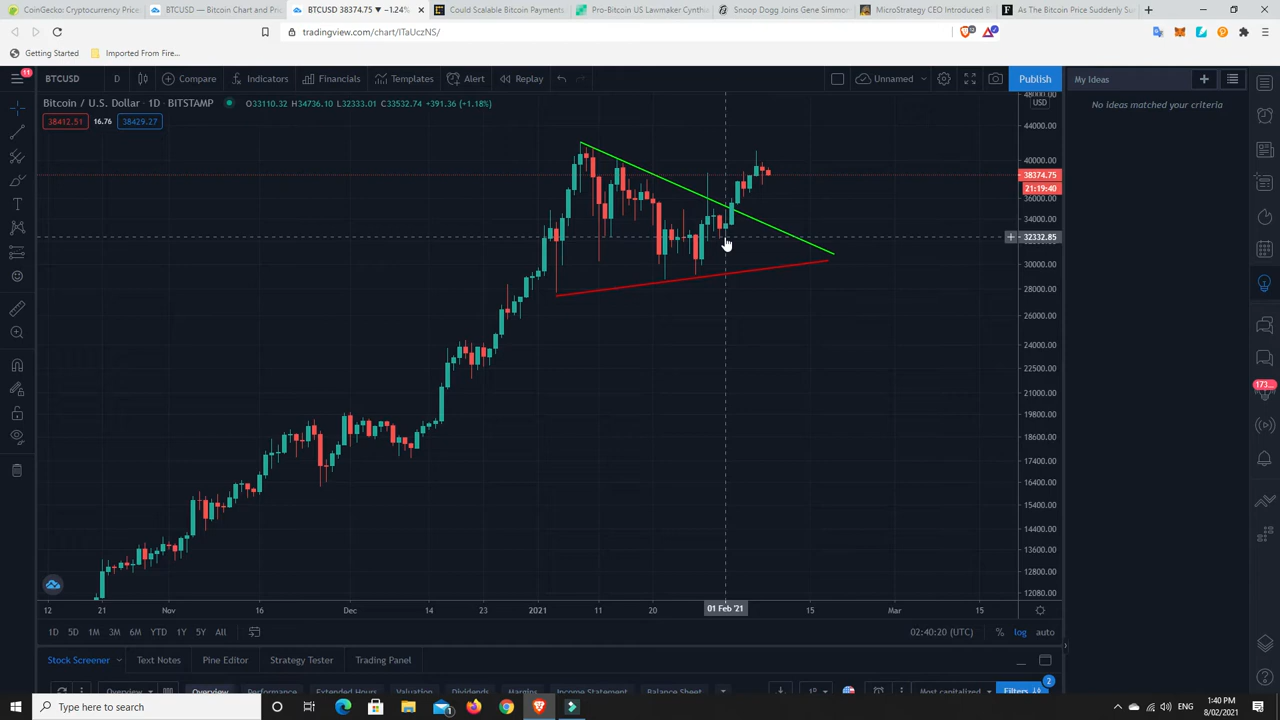 CoinGecko: Cryptocurrency Price
BTCUSD — Bitcoin Chart and Pric
BTCUSD 38374.75 ▼ −1.24%
Could Scalable Bitcoin Payments
Pro-Bitcoin US Lawmaker Cynthia
Snoop Dogg Joins Gene Simmon
MicroStrategy CEO Introduced B
As The Bitcoin Price Suddenly Su
tradingview.com/chart/ITaUczNS/
Getting Started
Imported From Fire...
11
BTCUSD
D
Compare
Indicators
Financials
Templates
Alert
Replay
Unnamed
Publish
My Ideas
Bitcoin / U.S. Dollar · 1D · BITSTAMP
O33110.32 H34736.10 L32333.01 C33532.74 +391.36 (+1.18%)
38412.51 16.76 38429.27
No ideas matched your criteria
48000.00
USD
44000.00
40000.00
38374.75
21:19:40
36000.00
34000.00
32332.85
30000.00
28000.00
26000.00
24000.00
22500.00
21000.00
19800.00
18600.00
17400.00
16400.00
15400.00
14400.00
13600.00
12800.00
12080.00
173...
12
21
Nov
16
Dec
14
23
2021
11
20
01 Feb '21
15
Mar
15
1D 5D 1M 3M 6M YTD 1Y 5Y All
02:40:20 (UTC)
% log auto
Stock Screener
Text Notes
Pine Editor
Strategy Tester
Trading Panel
Overview
Overview
Performance
Extended Hours
Valuation
Dividends
Margins
Income Statement
Balance Sheet
Most capitalized
Filters
2
Type here to search
ENG
1:40 PM
8/02/2021